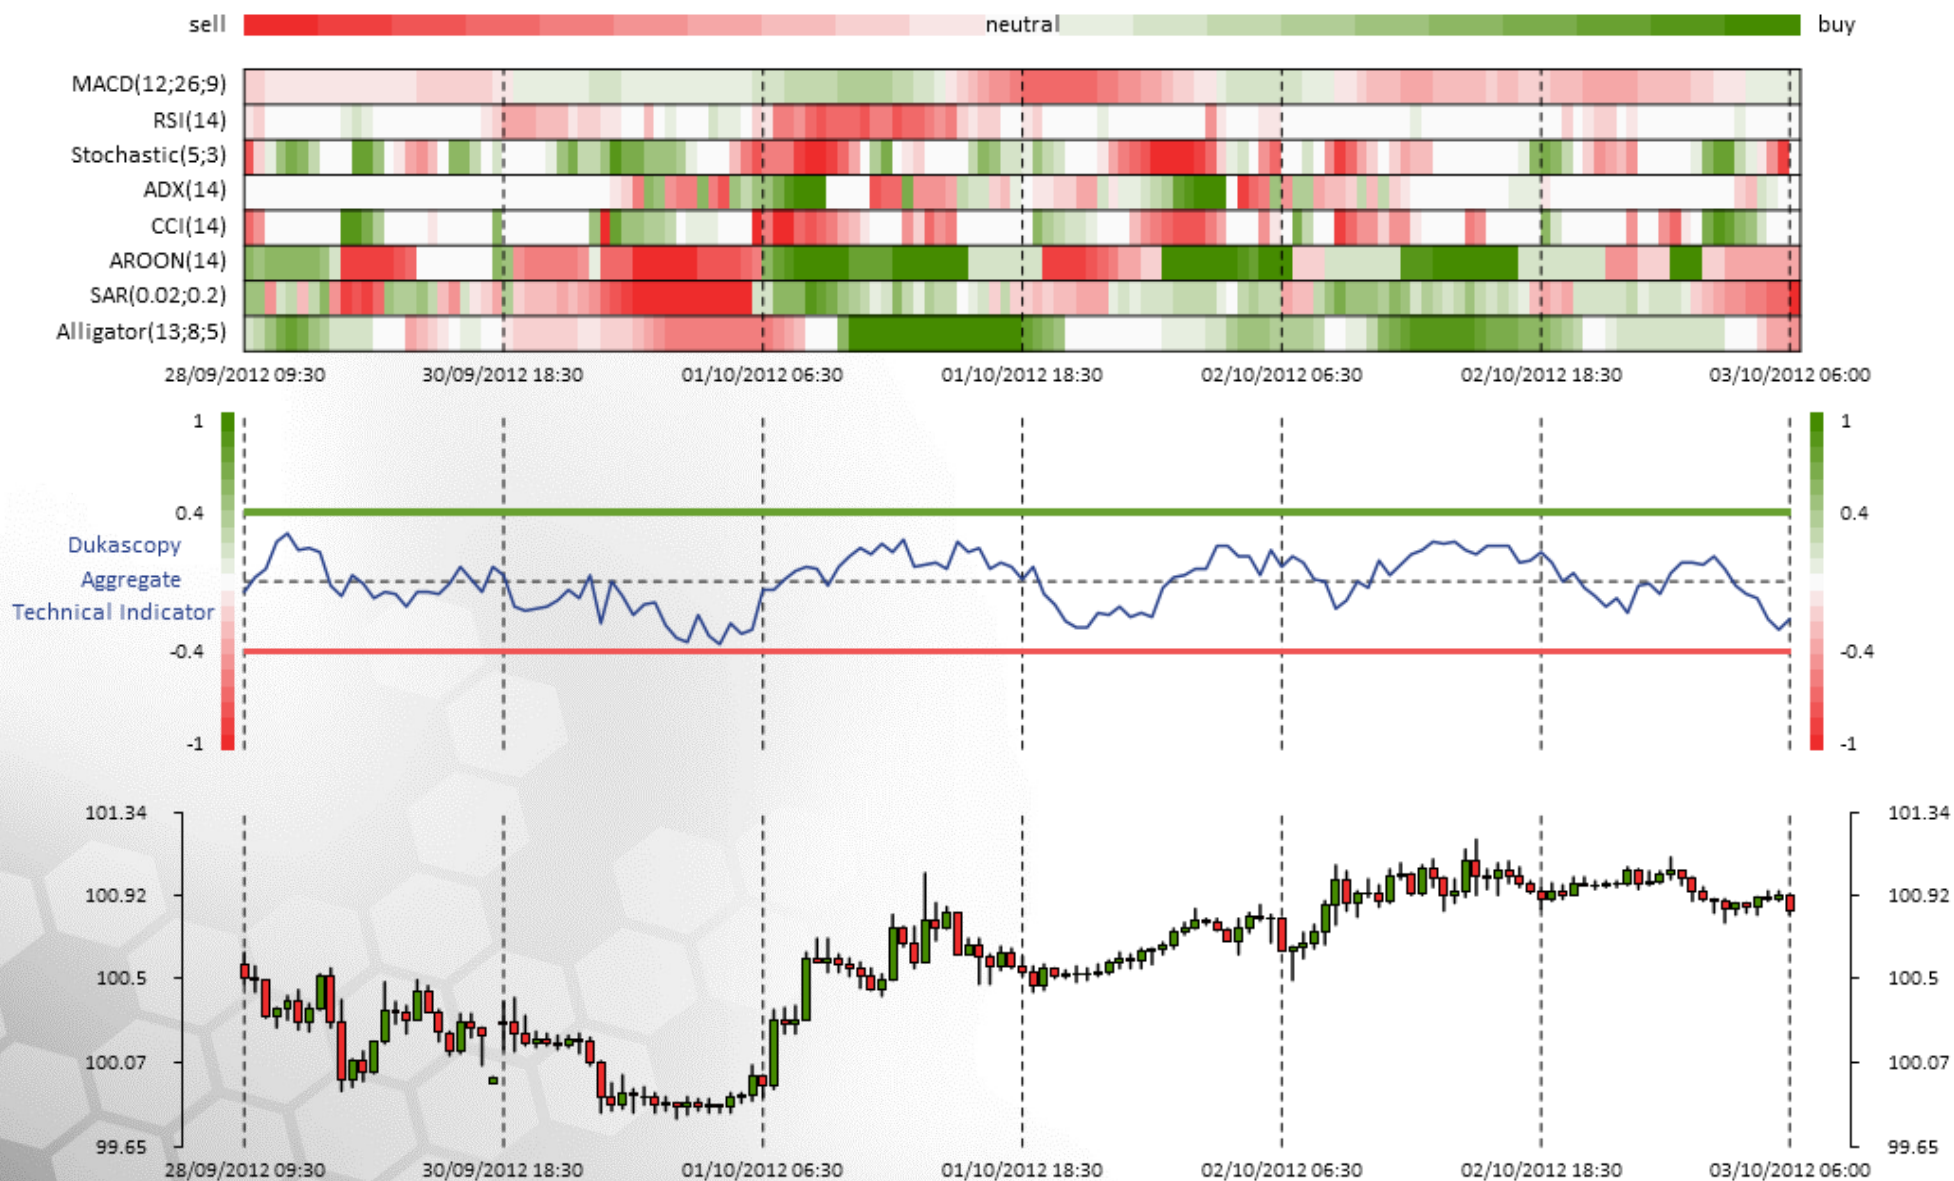 sell neutral buy
MACD(12;26;9)
RSI(14)
Stochastic(5;3)
ADX(14)
CCI(14)
AROON(14)
SAR(0.02;0.2)
Alligator(13;8;5)
28/09/2012 09:30 30/09/2012 18:30 01/10/2012 06:30 01/10/2012 18:30 02/10/2012 06:30 02/10/2012 18:30 03/10/2012 06:00
1 1
0.4 0.4
Dukascopy
Aggregate
Technical Indicator
-0.4 -0.4
-1 -1
101.34 101.34
100.92 100.92
100.5 100.5
100.07 100.07
99.65 99.65
28/09/2012 09:30 30/09/2012 18:30 01/10/2012 06:30 01/10/2012 18:30 02/10/2012 06:30 02/10/2012 18:30 03/10/2012 06:00